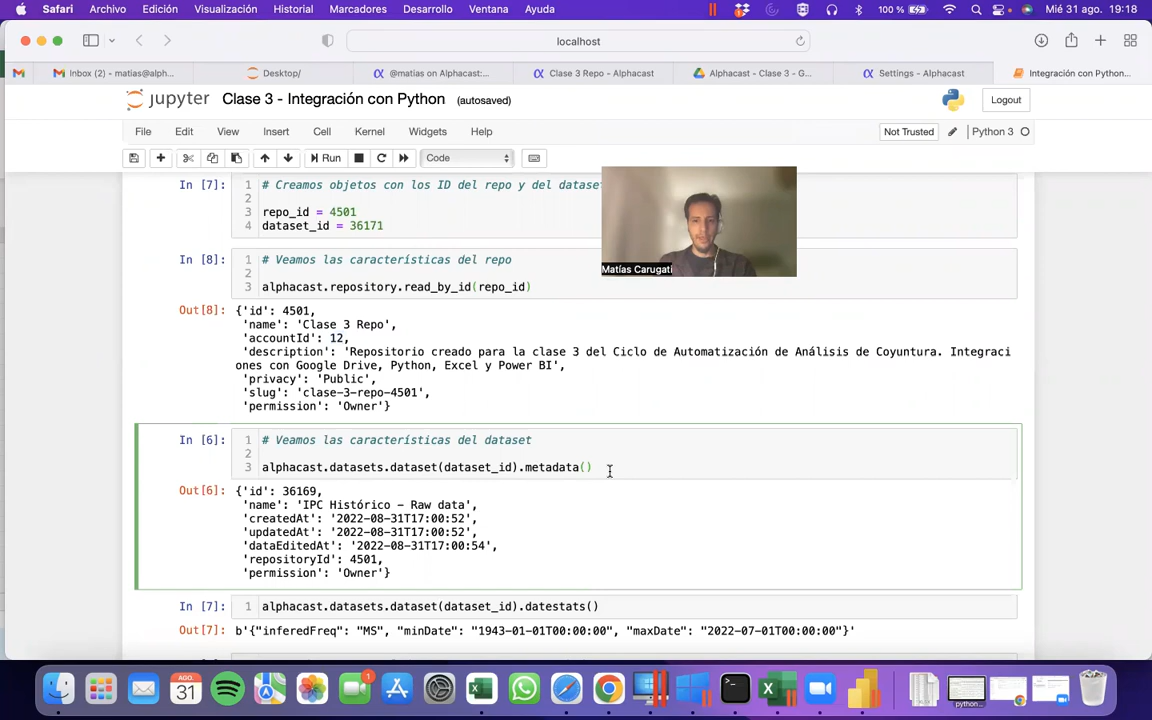 Safari Archivo Edición Visualización Historial Marcadores Desarrollo Ventana Ayuda 100 % Mié 31 ago. 19:18
localhost
Inbox (2) - matias@alph... Desktop/ @matias on Alphacast:... Clase 3 Repo - Alphacast Alphacast - Clase 3 - G... Settings - Alphacast Integración con Python...
jupyter Clase 3 - Integración con Python (autosaved) Logout
File Edit View Insert Cell Kernel Widgets Help Not Trusted Python 3
Run Code
In [7]: 1 # Creamos objetos con los ID del repo y del datase
2
3 repo_id = 4501
4 dataset_id = 36171
Matías Carugati
In [8]: 1 # Veamos las características del repo
2
3 alphacast.repository.read_by_id(repo_id)
Out[8]: {'id': 4501,
'name': 'Clase 3 Repo',
'accountId': 12,
'description': 'Repositorio creado para la clase 3 del Ciclo de Automatización de Análisis de Coyuntura. Integraci
ones con Google Drive, Python, Excel y Power BI',
'privacy': 'Public',
'slug': 'clase-3-repo-4501',
'permission': 'Owner'}
In [6]: 1 # Veamos las características del dataset
2
3 alphacast.datasets.dataset(dataset_id).metadata()
Out[6]: {'id': 36169,
'name': 'IPC Histórico - Raw data',
'createdAt': '2022-08-31T17:00:52',
'updatedAt': '2022-08-31T17:00:52',
'dataEditedAt': '2022-08-31T17:00:54',
'repositoryId': 4501,
'permission': 'Owner'}
In [7]: 1 alphacast.datasets.dataset(dataset_id).datestats()
Out[7]: b'{"inferedFreq": "MS", "minDate": "1943-01-01T00:00:00", "maxDate": "2022-07-01T00:00:00"}'
AGO.
31
1